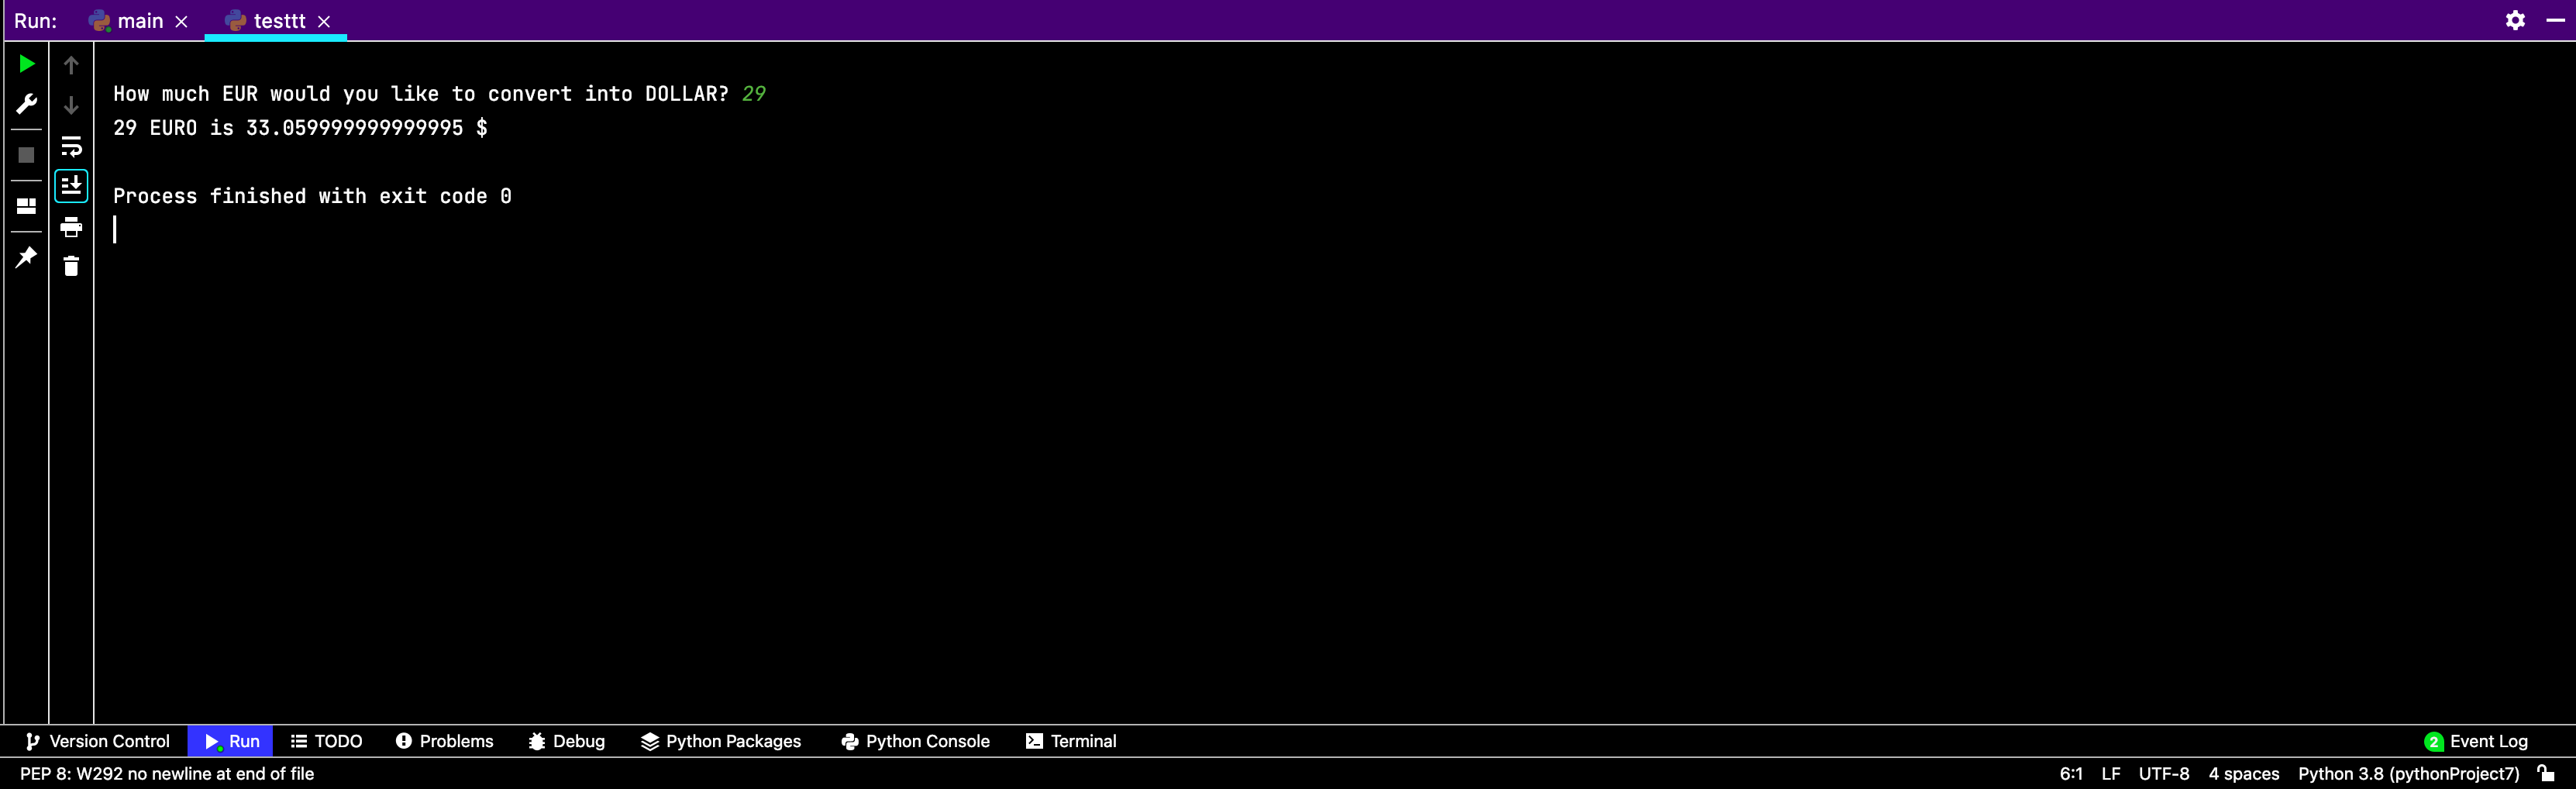 Run: main testtt
How much EUR would you like to convert into DOLLAR? 29
29 EURO is 33.059999999999995 $
Process finished with exit code 0
Version Control Run TODO Problems Debug Python Packages Python Console Terminal 2 Event Log
PEP 8: W292 no newline at end of file 6:1 LF UTF-8 4 spaces Python 3.8 (pythonProject7)